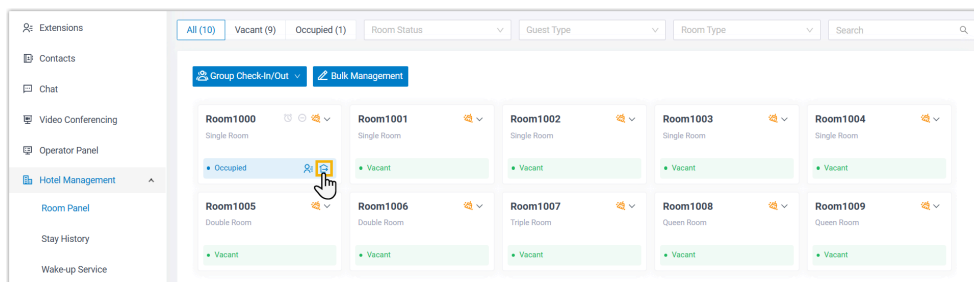 Extensions
Contacts
Chat
Video Conferencing
Operator Panel
Hotel Management
Room Panel
Stay History
Wake-up Service
All (10) Vacant (9) Occupied (1) Room Status Guest Type Room Type Search
Group Check-In/Out Bulk Management
Room1000 Room1001 Room1002 Room1003 Room1004
Single Room Single Room Single Room Single Room Single Room
Occupied Vacant Vacant Vacant Vacant
Room1005 Room1006 Room1007 Room1008 Room1009
Double Room Double Room Triple Room Queen Room Queen Room
Vacant Vacant Vacant Vacant Vacant